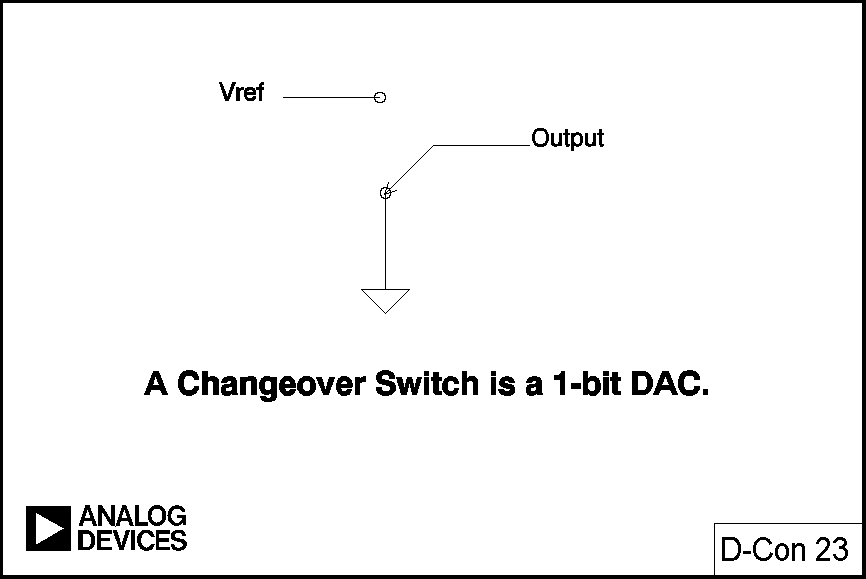 Vref
Output
A Changeover Switch is a 1-bit DAC.
ANALOG
DEVICES
D-Con 23